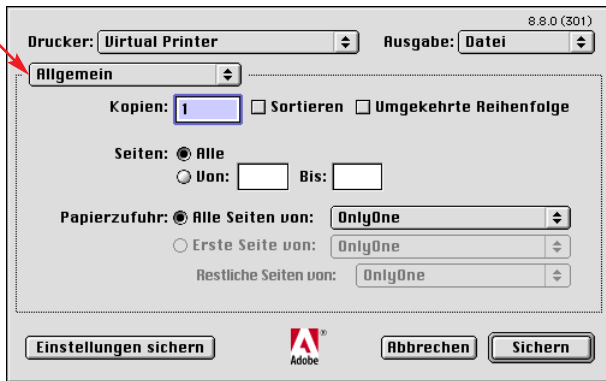 8.8.0 (301)
Drucker: Virtual Printer Ausgabe: Datei
Allgemein
Kopien: 1 Sortieren Umgekehrte Reihenfolge
Seiten: Alle
Von: Bis:
Papierzufuhr: Alle Seiten von: OnlyOne
Erste Seite von: OnlyOne
Restliche Seiten von: OnlyOne
Einstellungen sichern Adobe ® Abbrechen Sichern